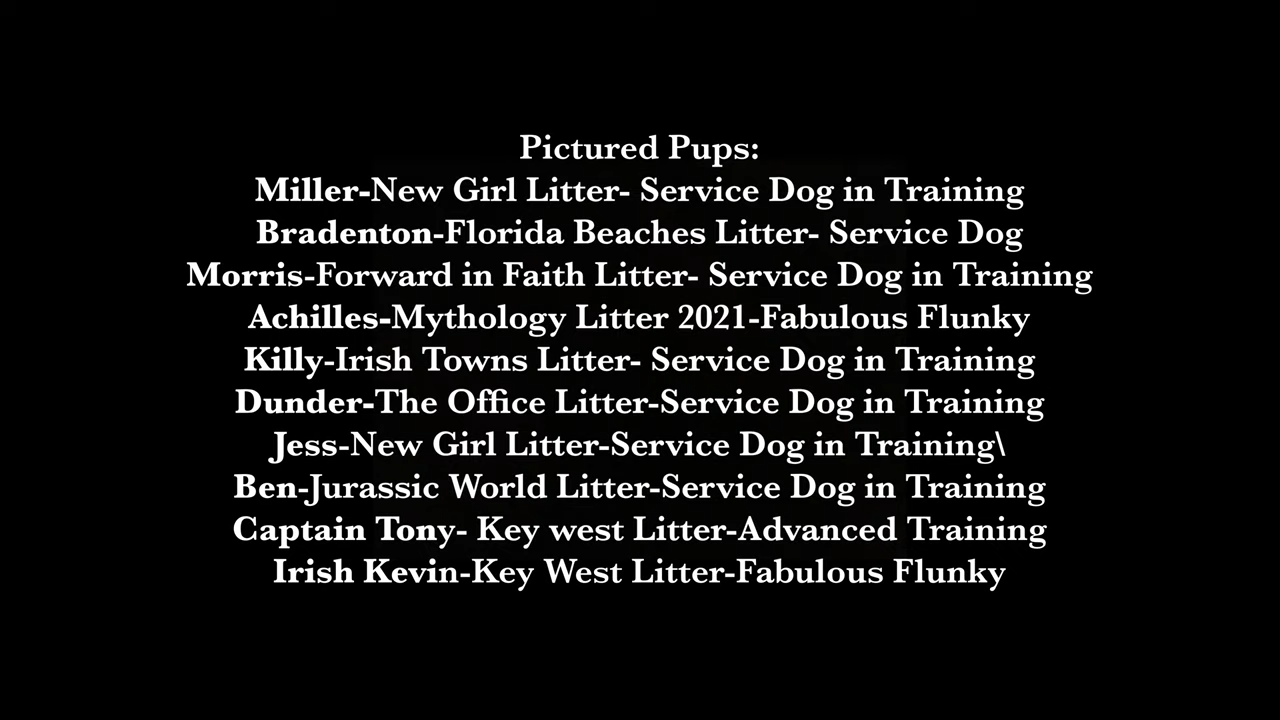 Pictured Pups:
Miller-New Girl Litter- Service Dog in Training
Bradenton-Florida Beaches Litter- Service Dog
Morris-Forward in Faith Litter- Service Dog in Training
Achilles-Mythology Litter 2021-Fabulous Flunky
Killy-Irish Towns Litter- Service Dog in Training
Dunder-The Office Litter-Service Dog in Training
Jess-New Girl Litter-Service Dog in Training\
Ben-Jurassic World Litter-Service Dog in Training
Captain Tony- Key west Litter-Advanced Training
Irish Kevin-Key West Litter-Fabulous Flunky